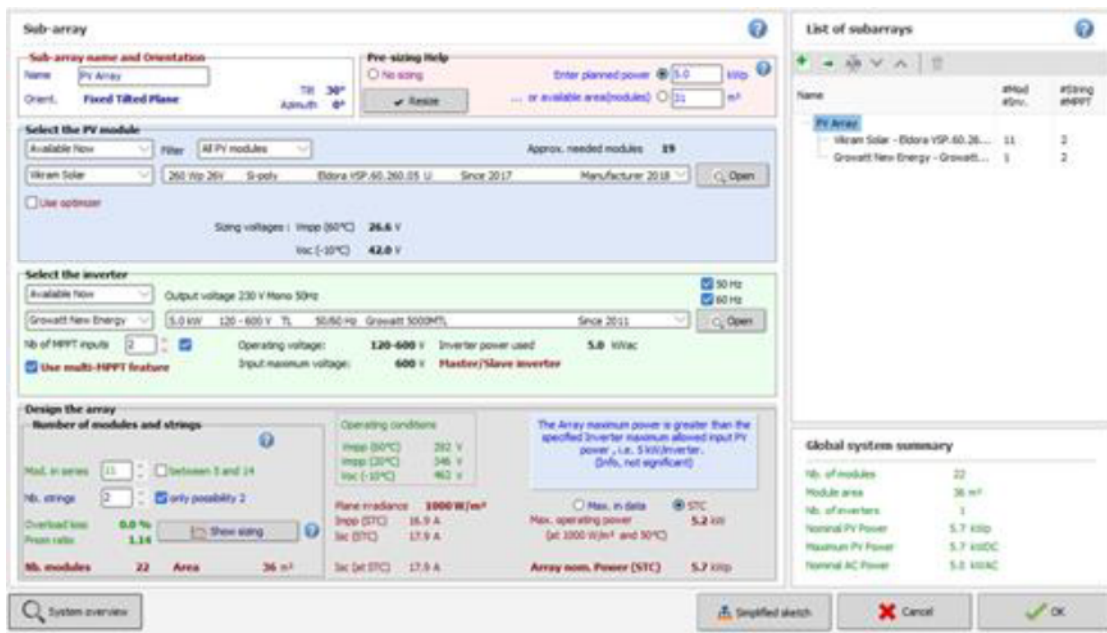 Sub-array
Sub-array name and Orientation
Name PV Array
Orient. Fixed Tilted Plane
Tilt 30°
Azimuth 0°
Pre-sizing Help
No sizing
Enter planned power 5.0 kWp
Resize
... or available area(modules) 31 m²
Select the PV module
Available Now Filter All PV modules Approx. needed modules 19
Vikram Solar 260 Wp 26V Si-poly Eldora VSP.60.260.05 Since 2017 Manufacturer 2018 Open
Use optimizer
Sizing voltages : Vmpp (60°C) 26.6 V
Voc (-10°C) 42.0 V
Select the inverter
Available Now Output voltage 230 V Mono 50Hz
50 Hz
60 Hz
Growatt New Energy 5.0 kW 120 - 600 V TL 50/60 Hz Growatt 5000MTL Since 2011 Open
Nb of MPPT inputs 2 Operating voltage: 120-600 V Inverter power used 5.0 kWac
Use multi-MPPT feature Input maximum voltage: 600 V Master/Slave inverter
Design the array
Number of modules and strings
Mod. in series 11 between 5 and 14
Nb. strings 2 only possibility 2
Overload loss 0.0 %
Pnom ratio 1.14
Show sizing
Nb. modules 22 Area 36 m²
Operating conditions
Vmpp (60°C) 292 V
Vmpp (20°C) 346 V
Voc (-10°C) 462 V
Plane irradiance 1000 W/m²
Impp (STC) 16.9 A
Isc (STC) 17.9 A
Isc (at STC) 17.9 A
The Array maximum power is greater than the
specified Inverter maximum allowed input PV
power , i.e. 5 kW/inverter.
(Info, not significant)
Max. in data STC
Max. operating power 5.2 kW
(at 1000 W/m² and 50°C)
Array nom. Power (STC) 5.7 kWp
List of subarrays
Name
#Mod
#Inv.
#String
#MPPT
PV Array
Vikram Solar - Eldora VSP.60.26... 11 2
Growatt New Energy - Growatt... 1 2
Global system summary
Nb. of modules 22
Module area 36 m²
Nb. of inverters 1
Nominal PV Power 5.7 kWp
Maximum PV Power 5.7 kWDC
Nominal AC Power 5.0 kWAC
System overview
Simplified sketch
Cancel
OK